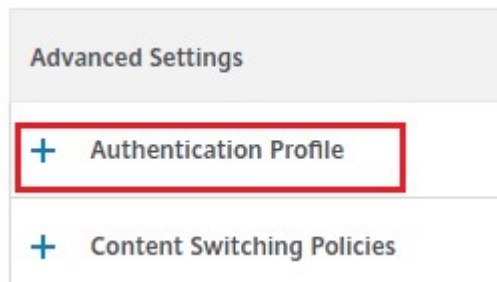 Advanced Settings
+ Authentication Profile
+ Content Switching Policies